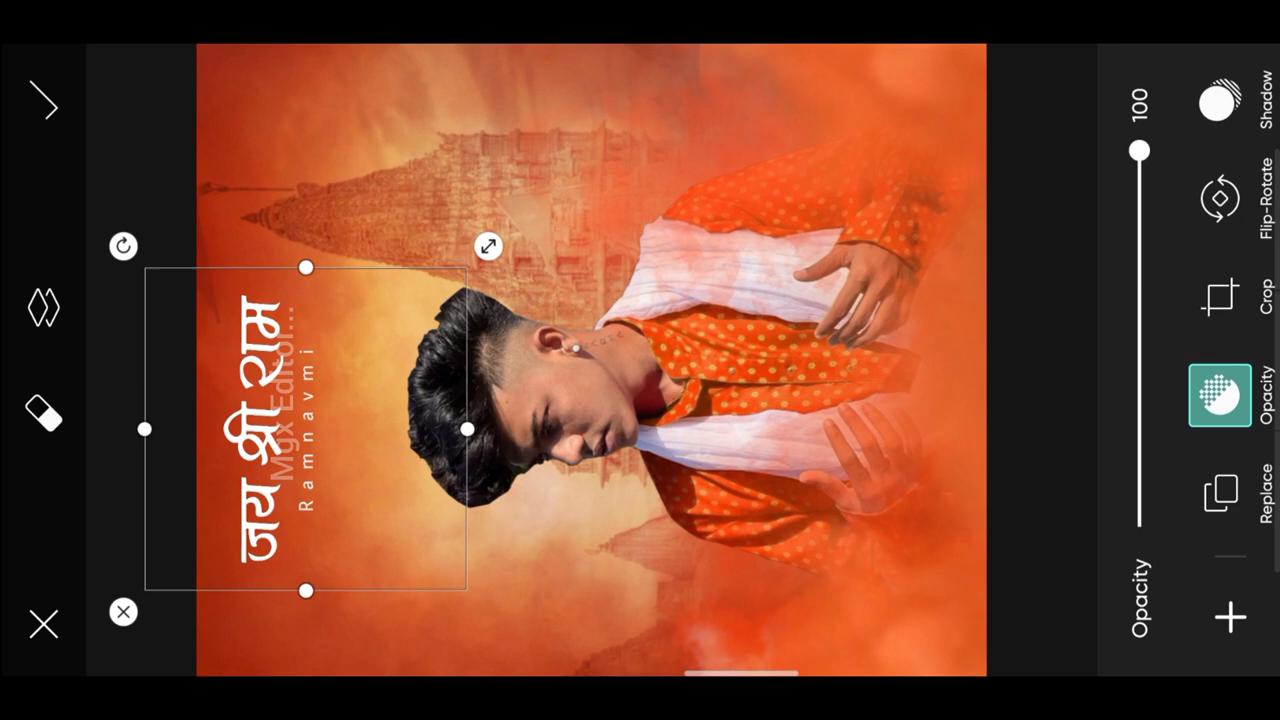 जय श्री राम
Mgx Editor...
Ramnavmi
Opacity
100
Replace
Opacity
Crop
Flip-Rotate
Shadow